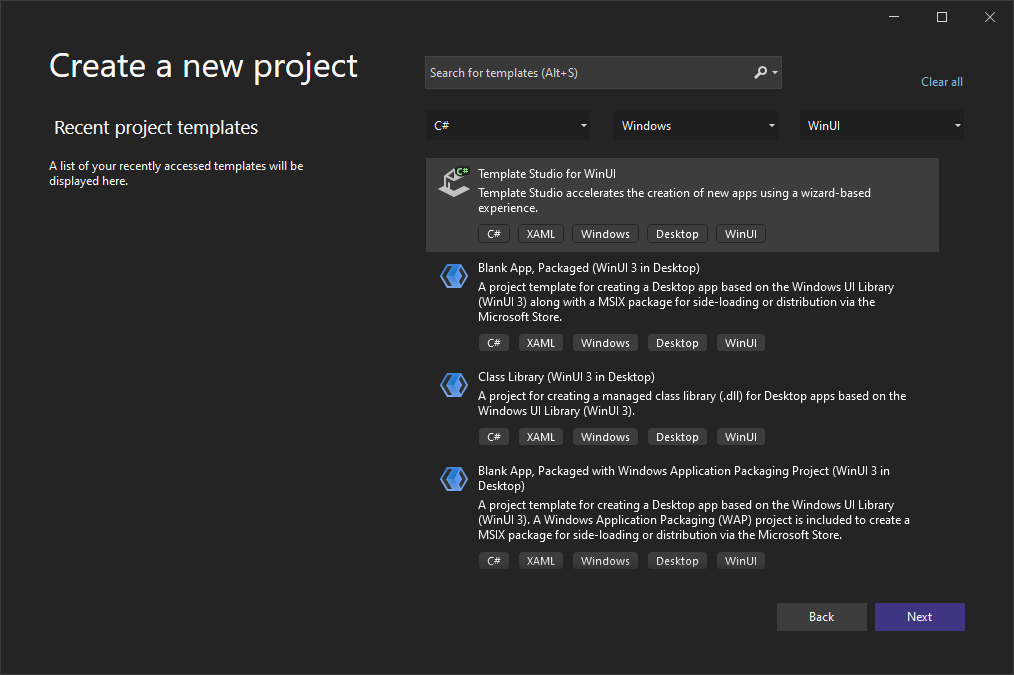 Create a new project
Recent project templates
A list of your recently accessed templates will be
displayed here.
Search for templates (Alt+S)
Clear all
C# Windows WinUI
C#
Template Studio for WinUI
Template Studio accelerates the creation of new apps using a wizard-based
experience.
C# XAML Windows Desktop WinUI
Blank App, Packaged (WinUI 3 in Desktop)
A project template for creating a Desktop app based on the Windows UI Library
(WinUI 3) along with a MSIX package for side-loading or distribution via the
Microsoft Store.
C# XAML Windows Desktop WinUI
Class Library (WinUI 3 in Desktop)
A project for creating a managed class library (.dll) for Desktop apps based on the
Windows UI Library (WinUI 3).
C# XAML Windows Desktop WinUI
Blank App, Packaged with Windows Application Packaging Project (WinUI 3 in
Desktop)
A project template for creating a Desktop app based on the Windows UI Library
(WinUI 3). A Windows Application Packaging (WAP) project is included to create a
MSIX package for side-loading or distribution via the Microsoft Store.
C# XAML Windows Desktop WinUI
Back Next